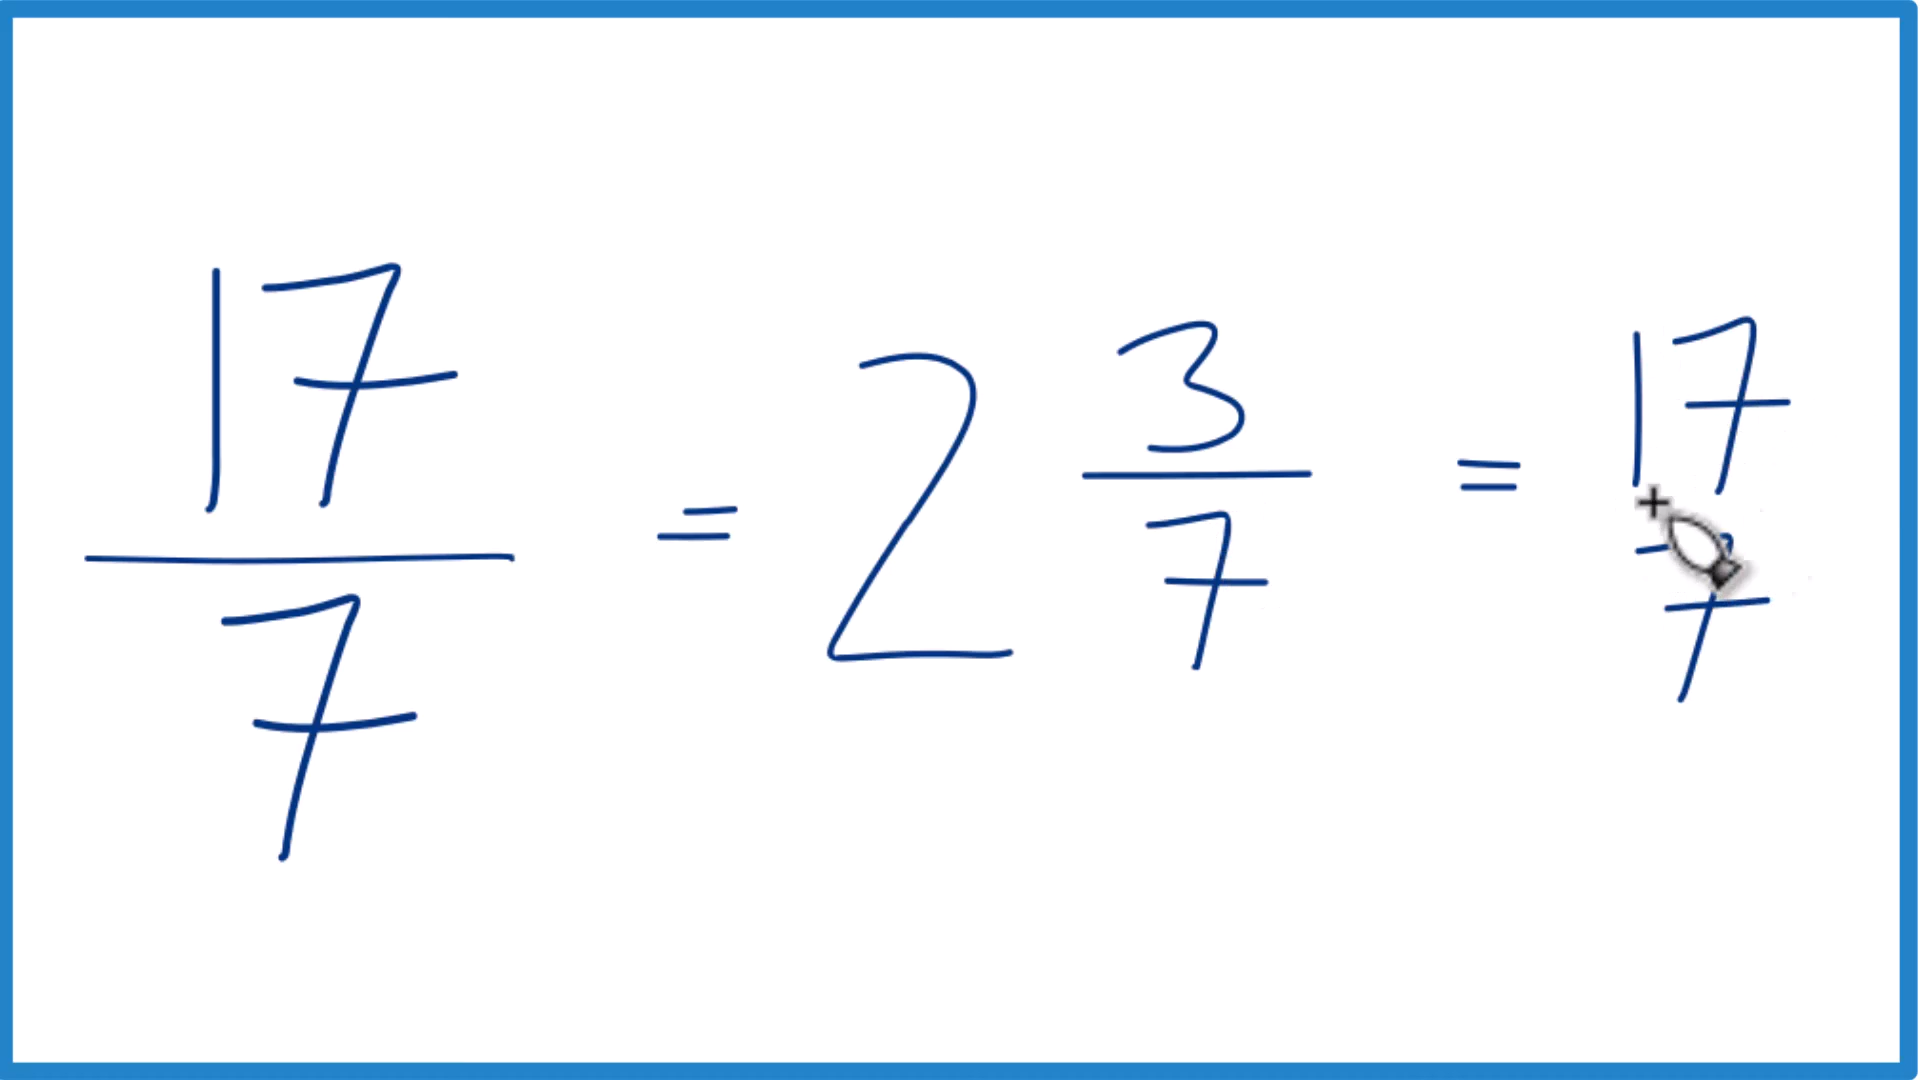 17/7 = 2 3/7 = 17/7